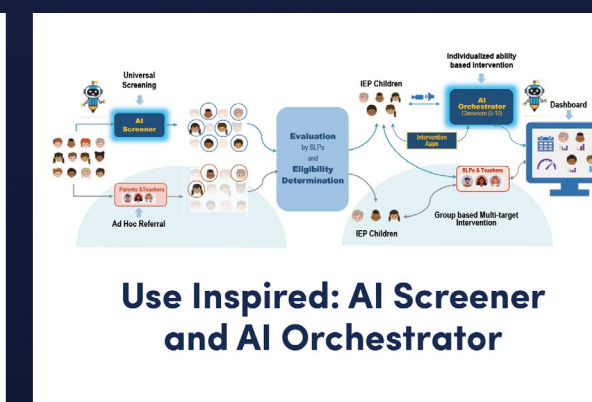 Universal
Screening
AI
Screener
Parents &Teachers
Ad Hoc Referral
Evaluation
by SLPs
and
Eligibility
Determination
IEP Children
IEP Children
Individualized ability
based intervention
AI
Orchestrator
Classroom (5-10)
Intervention
Apps
SLPs & Teachers
Group based Multi-target
Intervention
Dashboard
Use Inspired: AI Screener
and AI Orchestrator